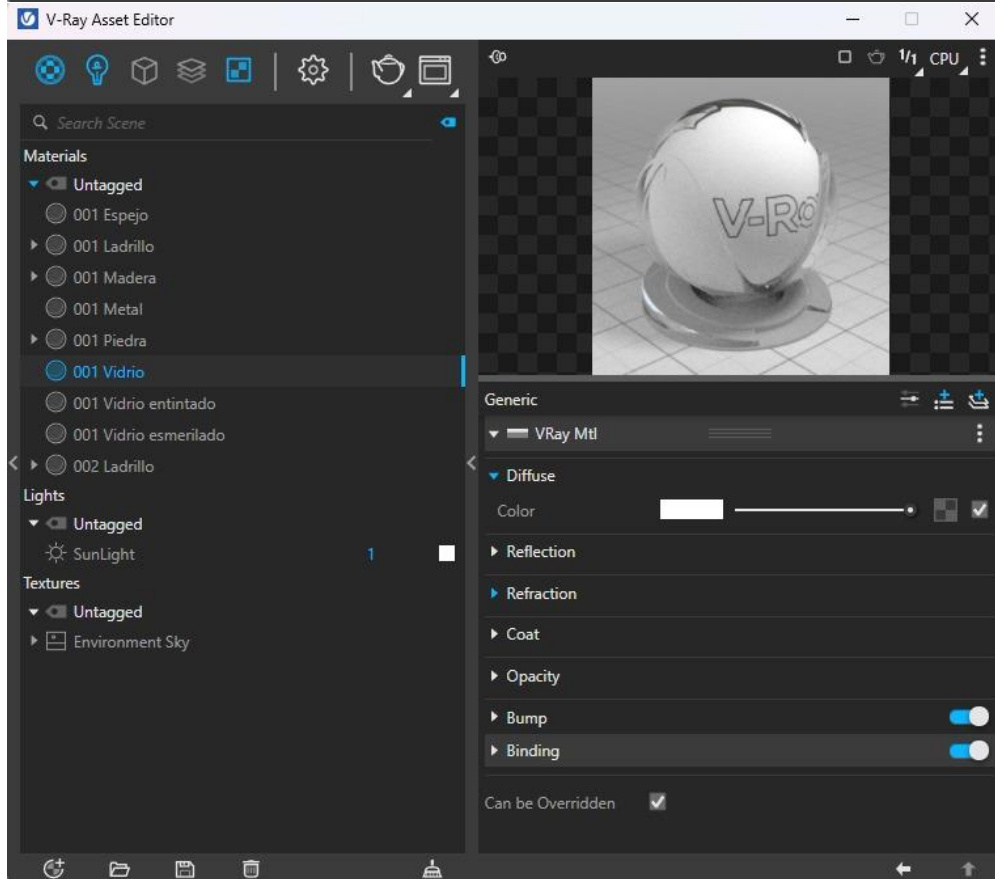 V-Ray Asset Editor
1/1 CPU
Search Scene
Materials
Untagged
001 Espejo
001 Ladrillo
001 Madera
001 Metal
001 Piedra
001 Vidrio
001 Vidrio entintado
001 Vidrio esmerilado
002 Ladrillo
Lights
Untagged
SunLight 1
Textures
Untagged
Environment Sky
V-Ra
Generic
VRay Mtl
Diffuse
Color
Reflection
Refraction
Coat
Opacity
Bump
Binding
Can be Overridden